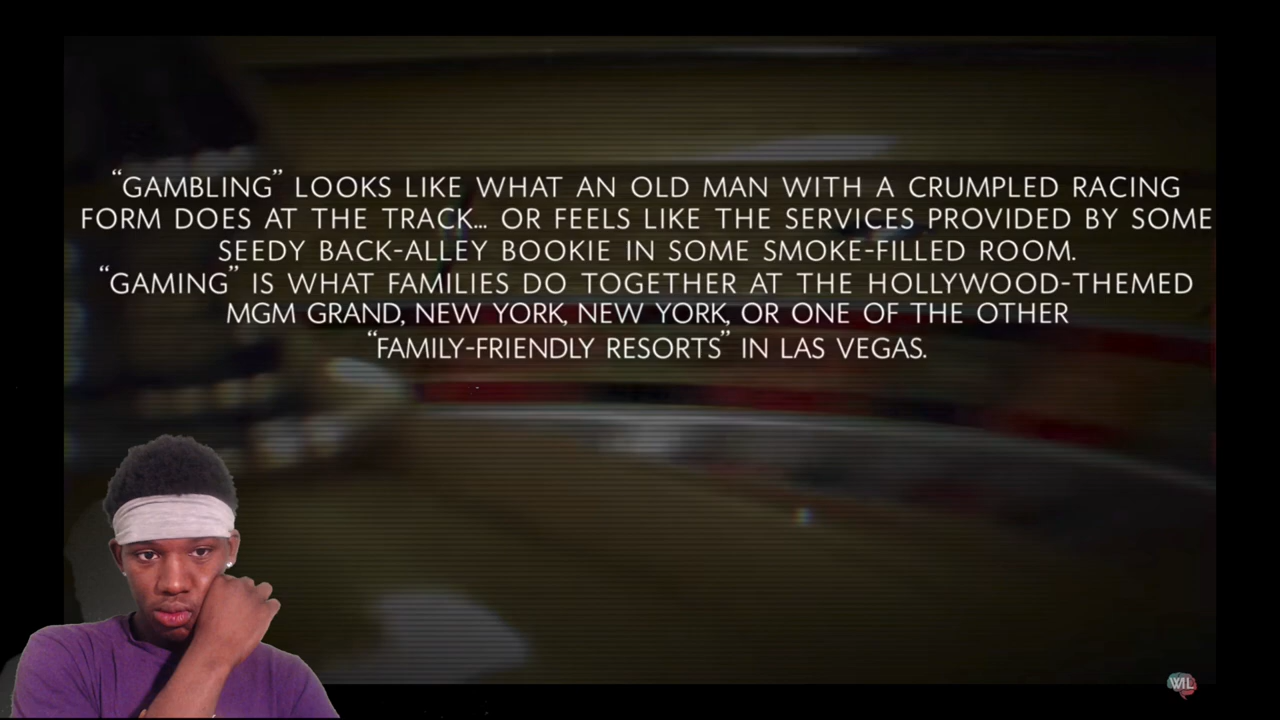 “GAMBLING” LOOKS LIKE WHAT AN OLD MAN WITH A CRUMPLED RACING
FORM DOES AT THE TRACK... OR FEELS LIKE THE SERVICES PROVIDED BY SOME
SEEDY BACK-ALLEY BOOKIE IN SOME SMOKE-FILLED ROOM.
“GAMING” IS WHAT FAMILIES DO TOGETHER AT THE HOLLYWOOD-THEMED
MGM GRAND, NEW YORK, NEW YORK, OR ONE OF THE OTHER
“FAMILY-FRIENDLY RESORTS” IN LAS VEGAS.
WIL